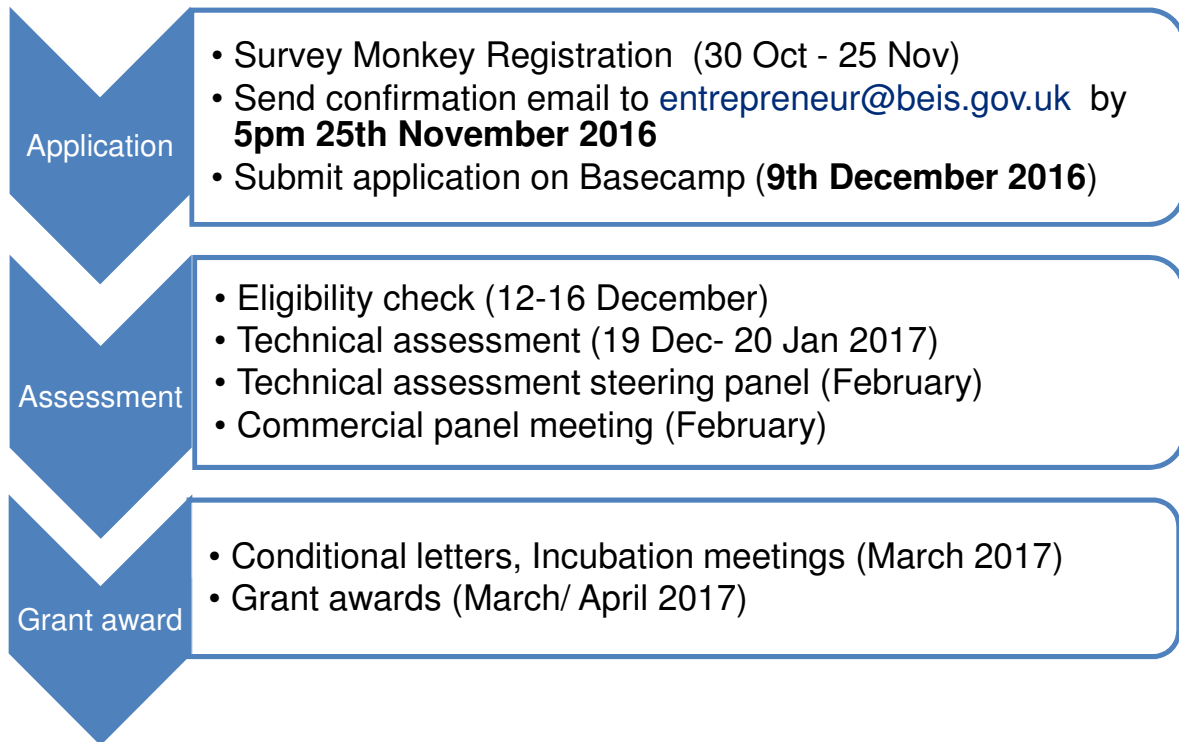 Application
• Survey Monkey Registration  (30 Oct - 25 Nov)
• Send confirmation email to entrepreneur@beis.gov.uk  by
5pm 25th November 2016
• Submit application on Basecamp (9th December 2016)
Assessment
• Eligibility check (12-16 December)
• Technical assessment (19 Dec- 20 Jan 2017)
• Technical assessment steering panel (February)
• Commercial panel meeting (February)
Grant award
• Conditional letters, Incubation meetings (March 2017)
• Grant awards (March/ April 2017)